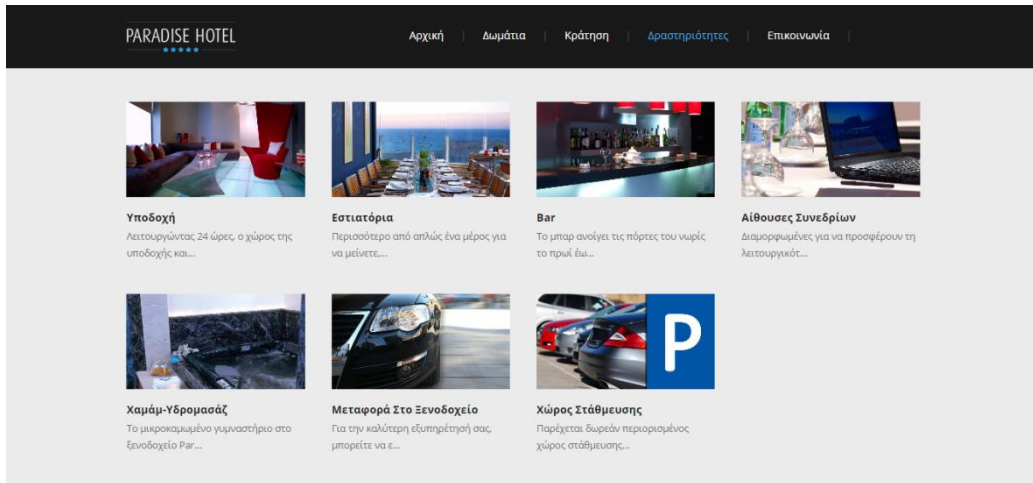 PARADISE HOTEL
Αρχική | Δωμάτια | Κράτηση | Δραστηριότητες | Επικοινωνία |
Υποδοχή
Λειτουργώντας 24 ώρες, ο χώρος της
υποδοχής και...
Εστιατόρια
Περισσότερο από απλώς ένα μέρος για
να μείνετε,...
Bar
Το μπαρ ανοίγει τις πόρτες του νωρίς
το πρωί έω...
Αίθουσες Συνεδρίων
Διαμορφωμένες για να προσφέρουν τη
λειτουργικότ...
P
Χαμάμ-Υδρομασάζ
Το μικροκαμωμένο γυμναστήριο στο
ξενοδοχείο Par...
Μεταφορά Στο Ξενοδοχείο
Για την καλύτερη εξυπηρέτησή σας,
μπορείτε να ε...
Χώρος Στάθμευσης
Παρέχεται δωρεάν περιορισμένος
χώρος στάθμευσης...